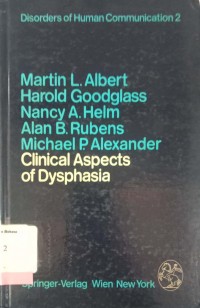 Disorders of Human Communication 2
Martin L. Albert
Harold Goodglass
Nancy A. Helm
Alan B. Rubens
Michael P. Alexander
Clinical Aspects
of Dysphasia
2
Springer-Verlag Wien New York